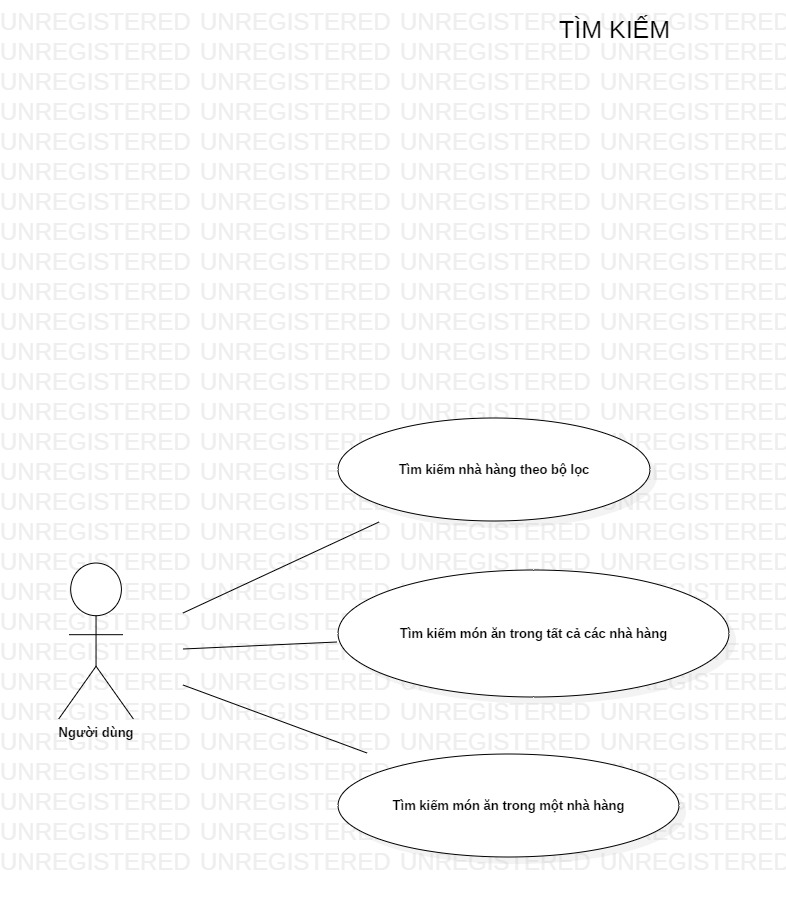 TÌM KIẾM
UNREGISTERED UNREGISTERED UNREGISTERED UNREGISTERED
Tìm kiếm nhà hàng theo bộ lọc
Tìm kiếm món ăn trong tất cả các nhà hàng
Người dùng
Tìm kiếm món ăn trong một nhà hàng